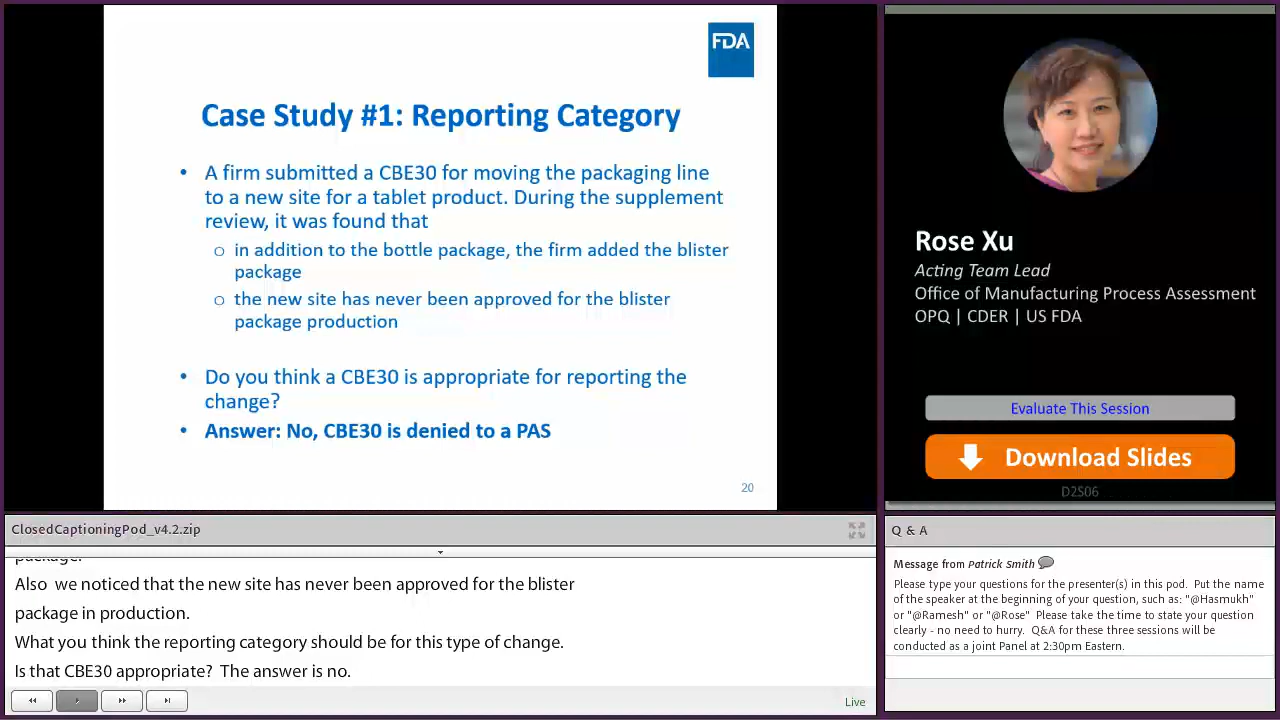 FDA
Case Study #1: Reporting Category
• A firm submitted a CBE30 for moving the packaging line
to a new site for a tablet product. During the supplement
review, it was found that
o in addition to the bottle package, the firm added the blister
package
o the new site has never been approved for the blister
package production
• Do you think a CBE30 is appropriate for reporting the
change?
• Answer: No, CBE30 is denied to a PAS
20
Rose Xu
Acting Team Lead
Office of Manufacturing Process Assessment
OPQ | CDER | US FDA
Evaluate This Session
Download Slides
D2S06
ClosedCaptioningPod_v4.2.zip
Also we noticed that the new site has never been approved for the blister
package in production.
What you think the reporting category should be for this type of change.
Is that CBE30 appropriate? The answer is no.
Live
Q & A
Message from Patrick Smith
Please type your questions for the presenter(s) in this pod. Put the name
of the speaker at the beginning of your question, such as: "@Hasmukh"
or "@Ramesh" or "@Rose" Please take the time to state your question
clearly - no need to hurry. Q&A for these three sessions will be
conducted as a joint Panel at 2:30pm Eastern.